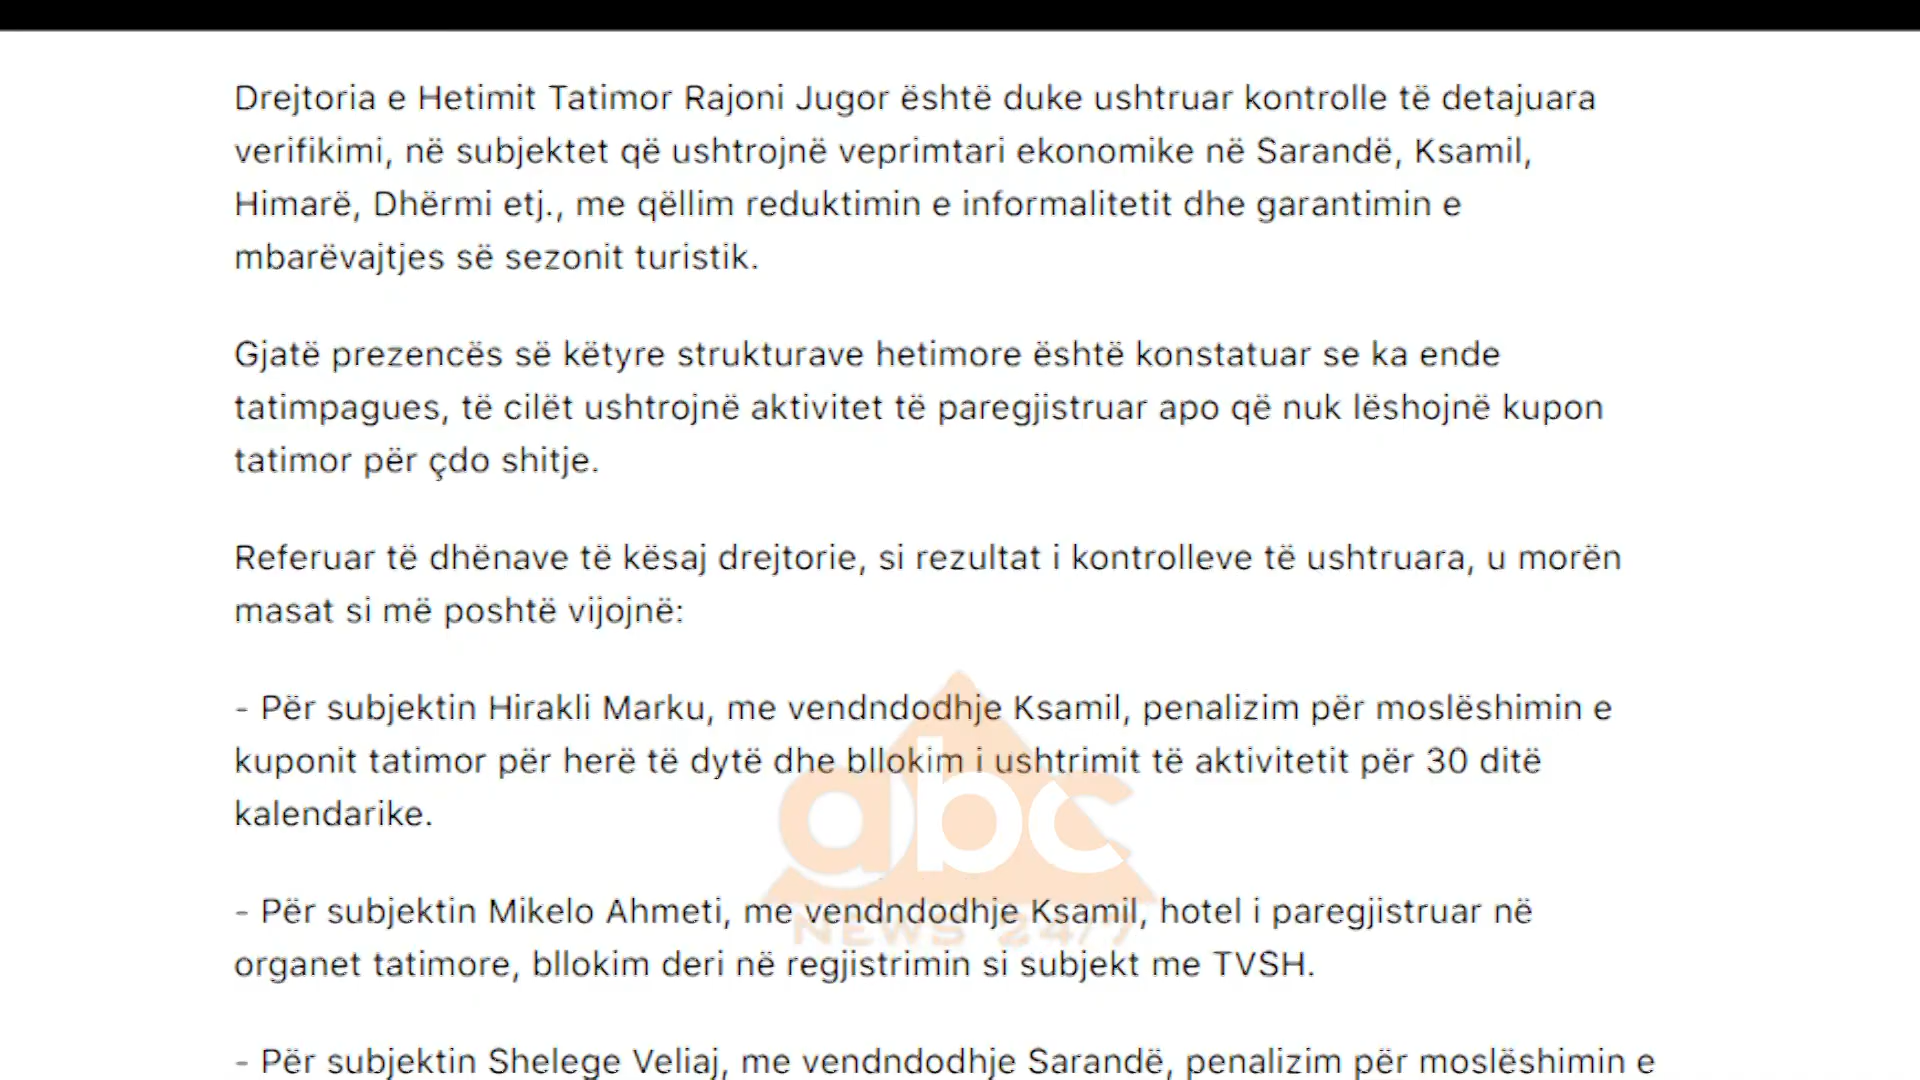 Drejtoria e Hetimit Tatimor Rajoni Jugor është duke ushtruar kontrolle të detajuara
verifikimi, në subjektet që ushtrojnë veprimtari ekonomike në Sarandë, Ksamil,
Himarë, Dhërmi etj., me qëllim reduktimin e informalitetit dhe garantimin e
mbarëvajtjes së sezonit turistik.
Gjatë prezencës së këtyre strukturave hetimore është konstatuar se ka ende
tatimpagues, të cilët ushtrojnë aktivitet të paregjistruar apo që nuk lëshojnë kupon
tatimor për çdo shitje.
Referuar të dhënave të kësaj drejtorie, si rezultat i kontrolleve të ushtruara, u morën
masat si më poshtë vijojnë:
- Për subjektin Hirakli Marku, me vendndodhje Ksamil, penalizim për moslëshimin e
kuponit tatimor për herë të dytë dhe bllokim i ushtrimit të aktivitetit për 30 ditë
kalendarike.
abc
- Për subjektin Mikelo Ahmeti, me vendndodhje Ksamil, hotel i paregjistruar në
NEWS 24/7
organet tatimore, bllokim deri në regjistrimin si subjekt me TVSH.
- Për subjektin Shelege Veliaj, me vendndodhje Sarandë, penalizim për moslëshimin e